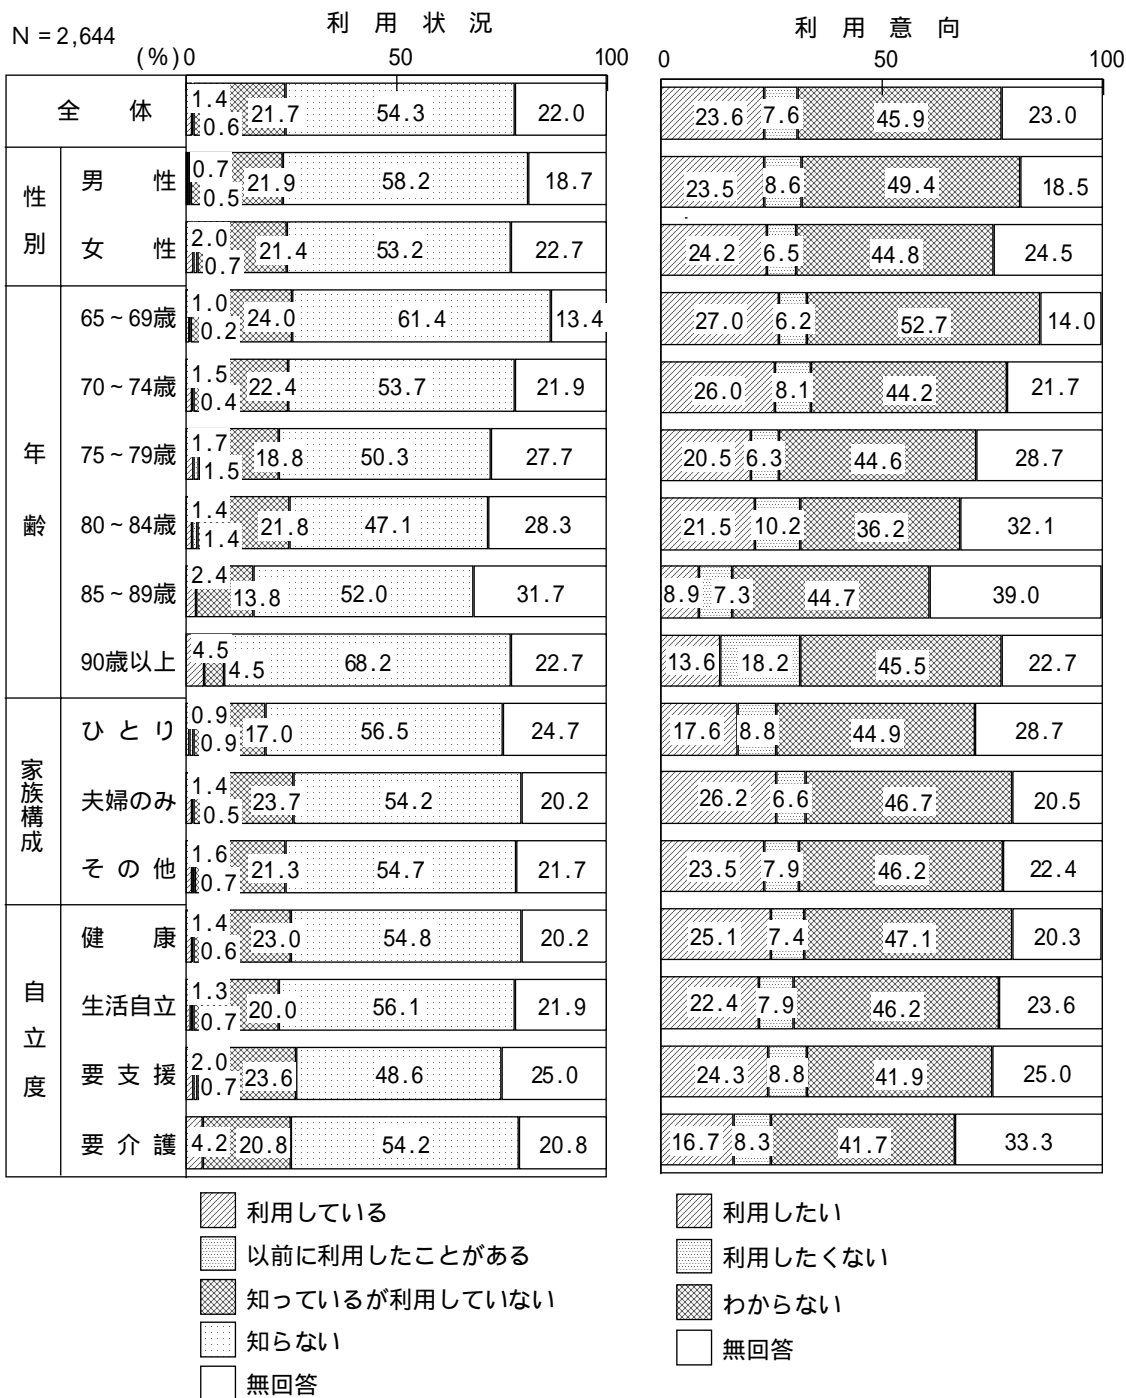 Ｎ＝2,644
利用状況
利用意向
(％) 0 50 100
0 50 100
全体 1.4 0.6 21.7 54.3 22.0 23.6 7.6 45.9 23.0
性別
男性 0.7 0.5 21.9 58.2 18.7 23.5 8.6 49.4 18.5
女性 2.0 0.7 21.4 53.2 22.7 24.2 6.5 44.8 24.5
年齢
65～69歳 1.0 0.2 24.0 61.4 13.4 27.0 6.2 52.7 14.0
70～74歳 1.5 0.4 22.4 53.7 21.9 26.0 8.1 44.2 21.7
75～79歳 1.7 1.5 18.8 50.3 27.7 20.5 6.3 44.6 28.7
80～84歳 1.4 1.4 21.8 47.1 28.3 21.5 10.2 36.2 32.1
85～89歳 2.4 13.8 52.0 31.7 8.9 7.3 44.7 39.0
90歳以上 4.5 4.5 68.2 22.7 13.6 18.2 45.5 22.7
家族構成
ひとり 0.9 0.9 17.0 56.5 24.7 17.6 8.8 44.9 28.7
夫婦のみ 1.4 0.5 23.7 54.2 20.2 26.2 6.6 46.7 20.5
その他 1.6 0.7 21.3 54.7 21.7 23.5 7.9 46.2 22.4
自立度
健康 1.4 0.6 23.0 54.8 20.2 25.1 7.4 47.1 20.3
生活自立 1.3 0.7 20.0 56.1 21.9 22.4 7.9 46.2 23.6
要支援 2.0 0.7 23.6 48.6 25.0 24.3 8.8 41.9 25.0
要介護 4.2 20.8 54.2 20.8 16.7 8.3 41.7 33.3
利用している
以前に利用したことがある
知っているが利用していない
知らない
無回答
利用したい
利用したくない
わからない
無回答